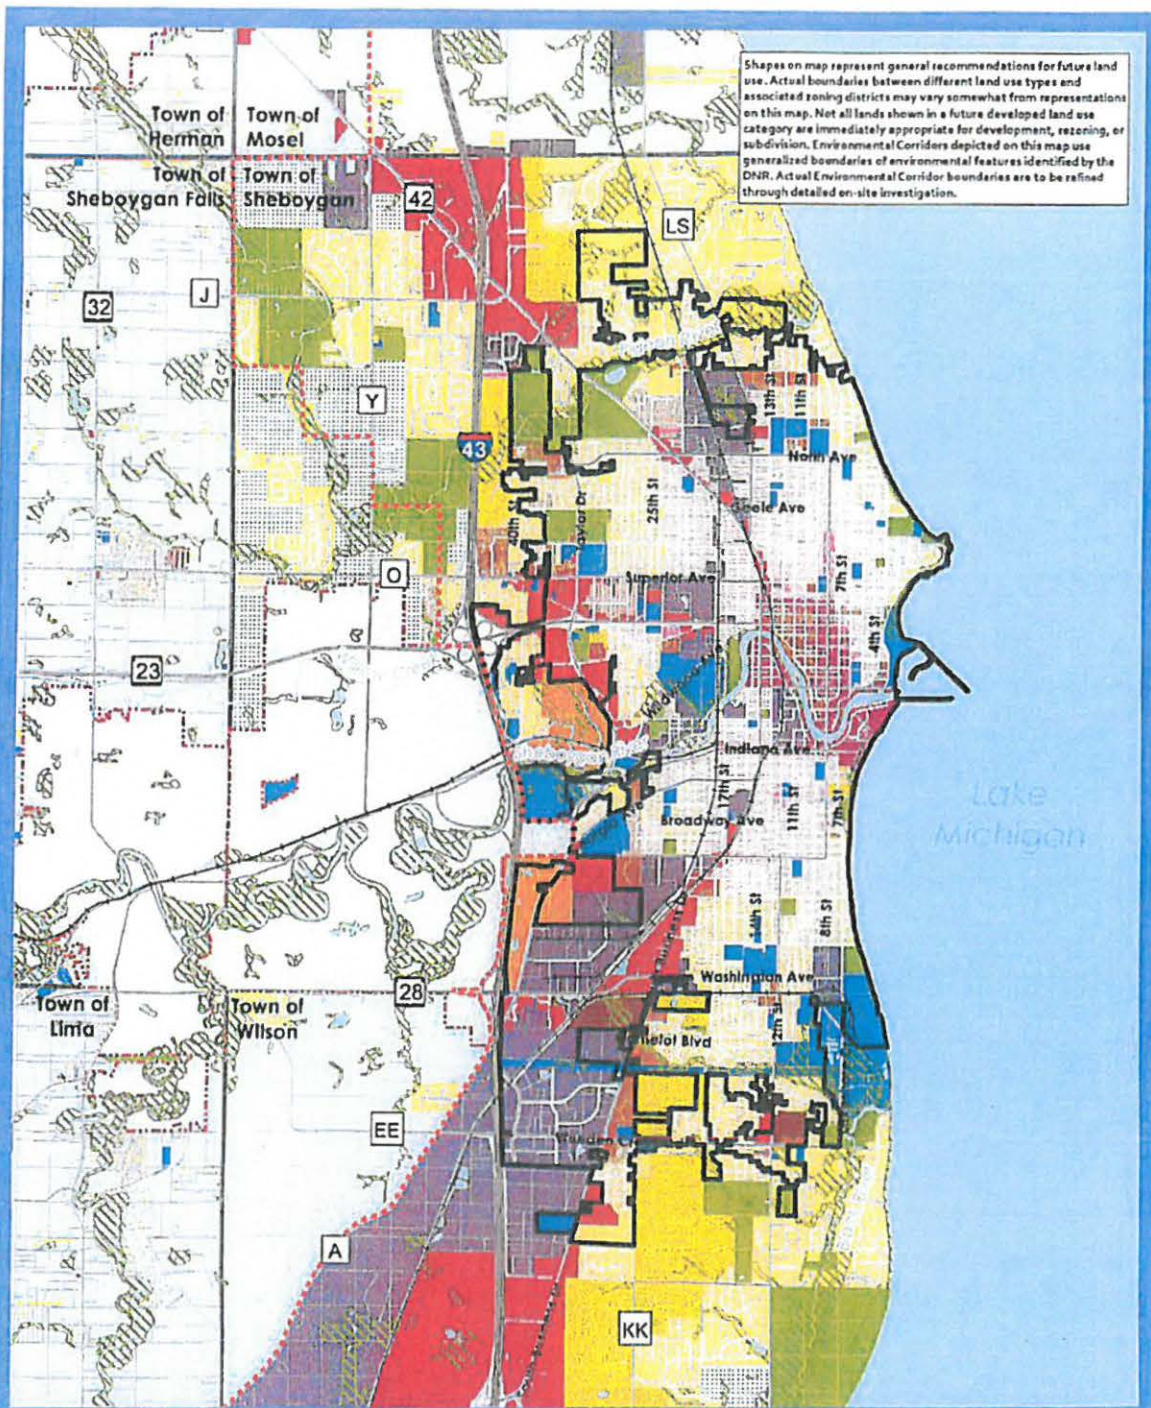 Shapes on map represent general recommendations for future land
use. Actual boundaries between different land use types and
associated zoning districts may vary somewhat from representations
on this map. Not all lands shown in a future developed land use
category are immediately appropriate for development, rezoning, or
subdivision. Environmental Corridors depicted on this map use
generalized boundaries of environmental features identified by the
DNR. Actual Environmental Corridor boundaries are to be refined
through detailed on-site investigation.
Town of
Herman
Town of
Mosel
Town of
Sheboygan Falls
Town of
Sheboygan
42
LS
J
32
Y
13th St
11th St
43
North Ave
40th St
25th St
Superior Ave
O
7th St
4th St
23
Indiana Ave
17th St
Broadway Ave
11th St
7th St
Lake
Michigan
14th St
8th St
Washington Ave
28
Town of
Lima
Town of
Wilson
12th St
Blvd
EE
A
KK